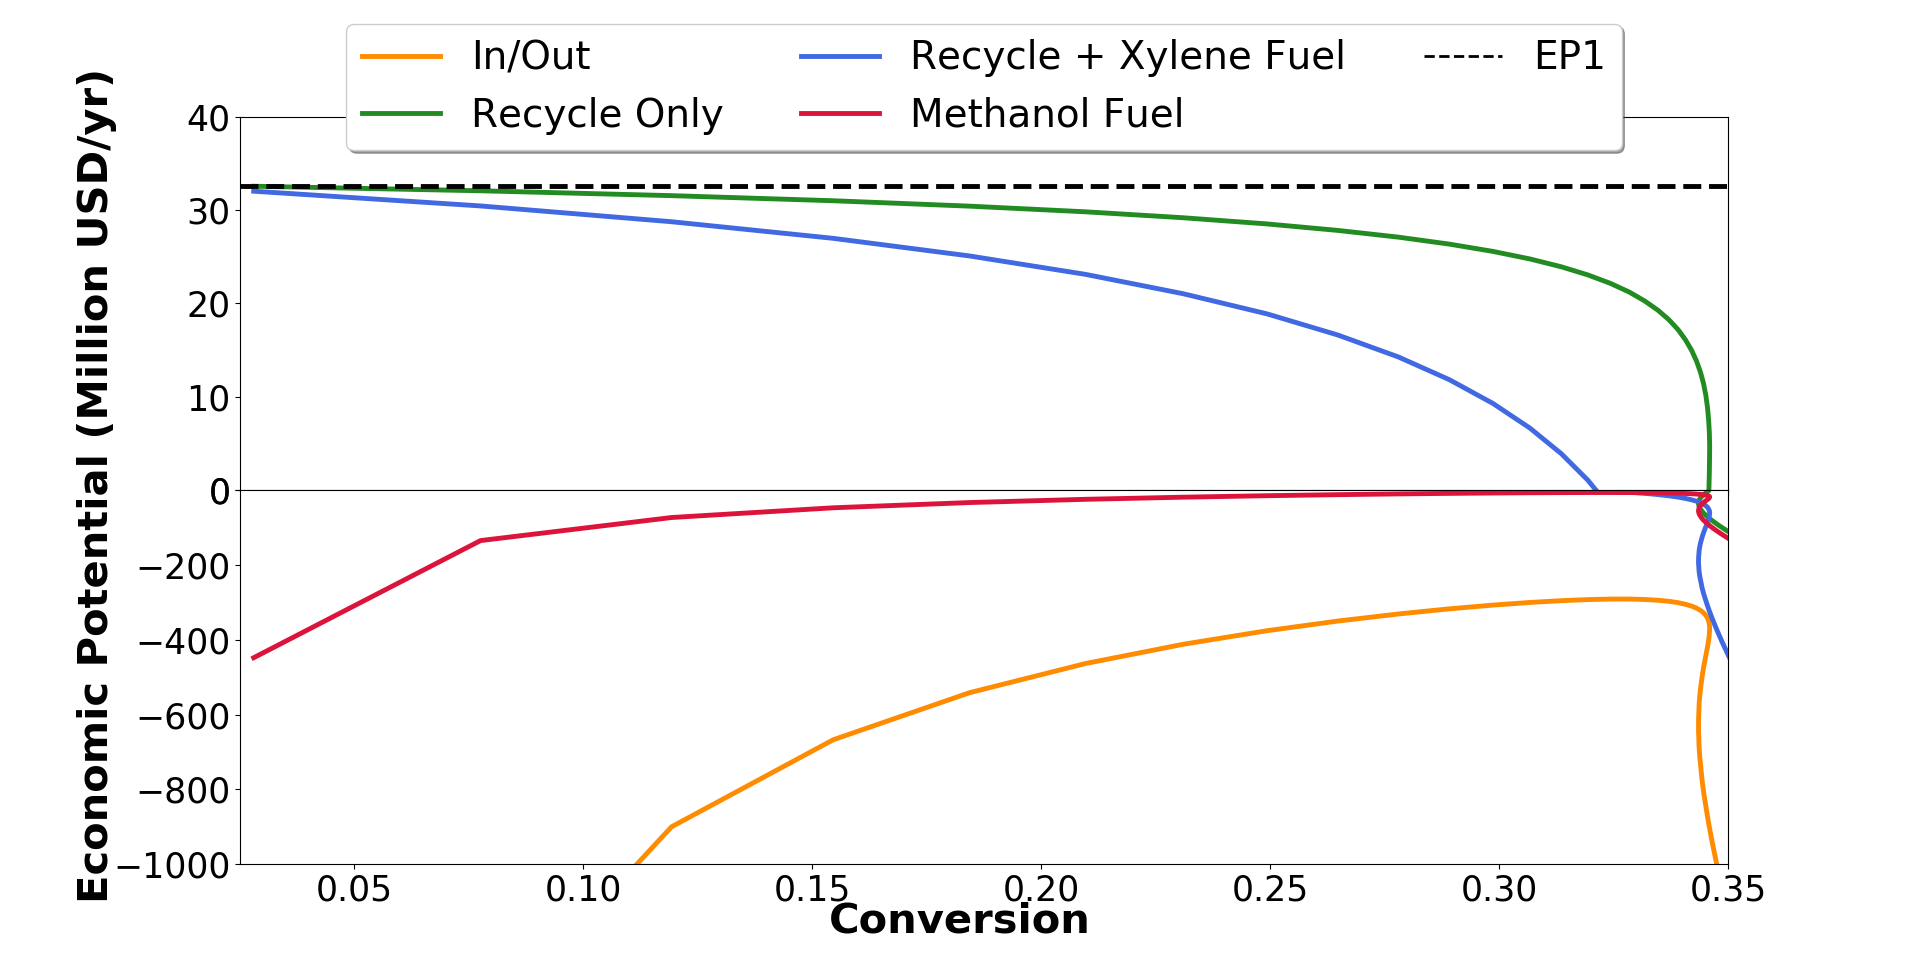 In/Out
Recycle Only
Recycle + Xylene Fuel
Methanol Fuel
EP1
Economic Potential (Million USD/yr)
40
30
20
10
0
−200
−400
−600
−800
−1000
0.05 0.10 0.15 0.20 0.25 0.30 0.35
Conversion